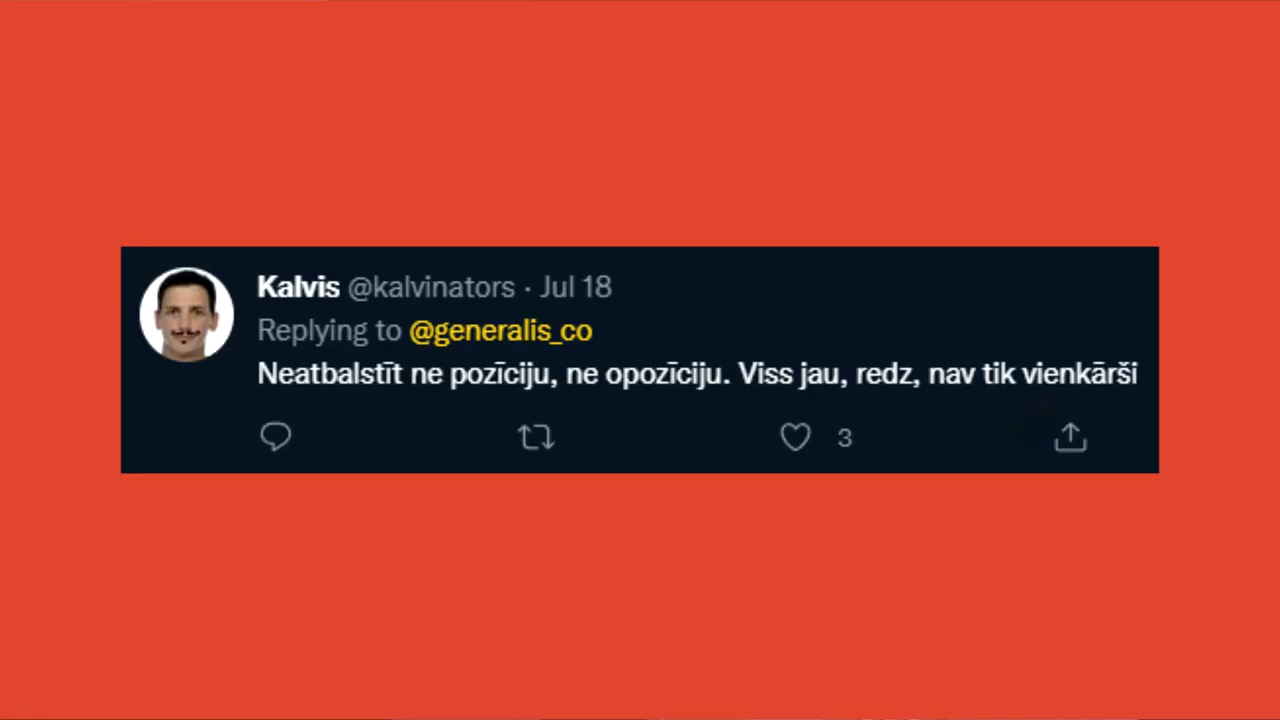 Kalvis @kalvinators · Jul 18
Replying to @generalis_co
Neatbalstīt ne pozīciju, ne opozīciju. Viss jau, redz, nav tik vienkārši
3